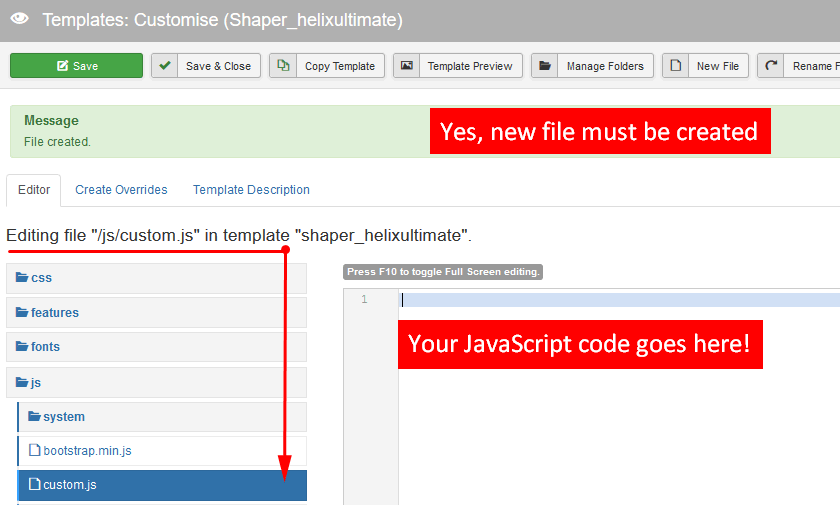 Templates: Customise (Shaper_helixultimate)
Save
Save & Close
Copy Template
Template Preview
Manage Folders
New File
Rename F
Message
File created.
Yes, new file must be created
Editor
Create Overrides
Template Description
Editing file "/js/custom.js" in template "shaper_helixultimate".
css
Press F10 to toggle Full Screen editing.
1
features
fonts
Your JavaScript code goes here!
js
system
bootstrap.min.js
custom.js